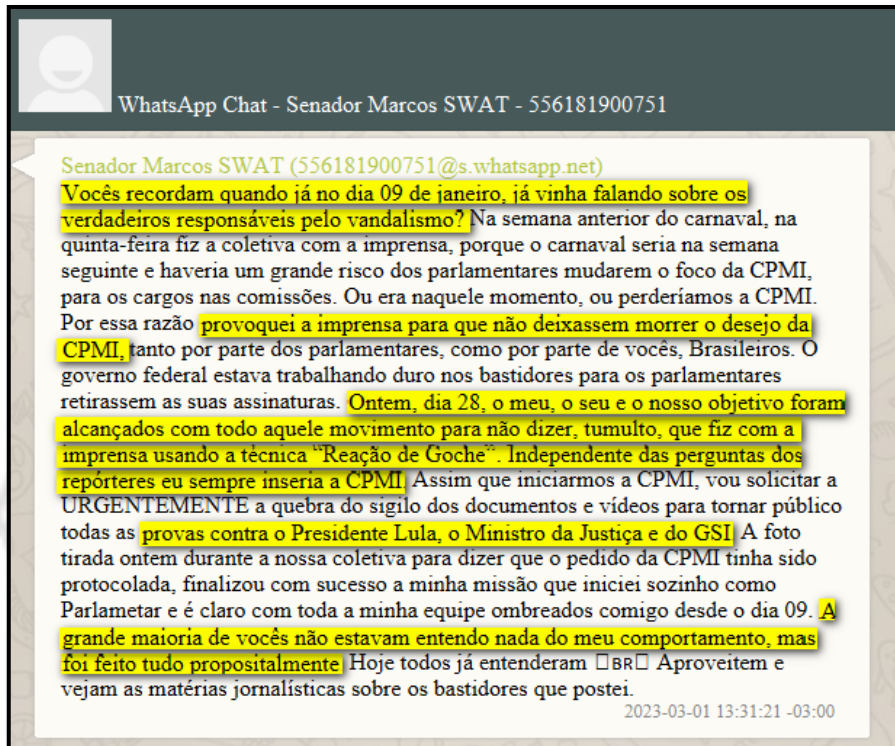 WhatsApp Chat - Senador Marcos SWAT - 556181900751
Senador Marcos SWAT (556181900751@s.whatsapp.net)
Vocês recordam quando já no dia 09 de janeiro, já vinha falando sobre os
verdadeiros responsáveis pelo vandalismo? Na semana anterior do carnaval, na
quinta-feira fiz a coletiva com a imprensa, porque o carnaval seria na semana
seguinte e haveria um grande risco dos parlamentares mudarem o foco da CPMI,
para os cargos nas comissões. Ou era naquele momento, ou perderíamos a CPMI.
Por essa razão provoquei a imprensa para que não deixassem morrer o desejo da
CPMI, tanto por parte dos parlamentares, como por parte de vocês, Brasileiros. O
governo federal estava trabalhando duro nos bastidores para os parlamentares
retirassem as suas assinaturas. Ontem, dia 28, o meu, o seu e o nosso objetivo foram
alcançados com todo aquele movimento para não dizer, tumulto, que fiz com a
imprensa usando a técnica “Reação de Goche”. Independente das perguntas dos
repórteres eu sempre inseria a CPMI. Assim que iniciarmos a CPMI, vou solicitar a
URGENTEMENTE a quebra do sigilo dos documentos e vídeos para tornar público
todas as provas contra o Presidente Lula, o Ministro da Justiça e do GSI. A foto
tirada ontem durante a nossa coletiva para dizer que o pedido da CPMI tinha sido
protocolada, finalizou com sucesso a minha missão que iniciei sozinho como
Parlametar e é claro com toda a minha equipe ombreados comigo desde o dia 09. A
grande maioria de vocês não estavam entendo nada do meu comportamento, mas
foi feito tudo propositalmente. Hoje todos já entenderam □BR□ Aproveitem e
vejam as matérias jornalísticas sobre os bastidores que postei.
2023-03-01 13:31:21 -03:00